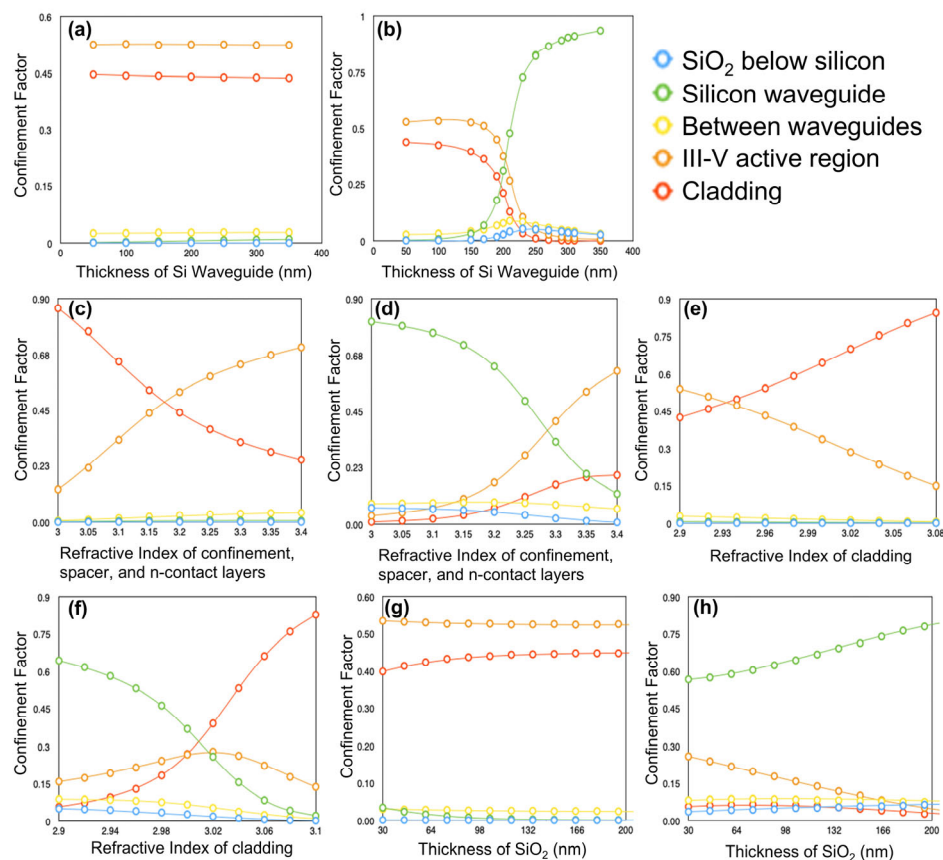 (a)
0.6
0.45
0.3
0.15
0
0 100 200 300 400
Confinement Factor
Thickness of Si Waveguide (nm)
(b)
1
0.75
0.5
0.25
0
0 50 100 150 200 250 300 350 400
Confinement Factor
Thickness of Si Waveguide (nm)
SiO2 below silicon
Silicon waveguide
Between waveguides
III-V active region
Cladding
(c)
0.90
0.68
0.45
0.23
0.00
3 3.05 3.1 3.15 3.2 3.25 3.3 3.35 3.4
Confinement Factor
Refractive Index of confinement,
spacer, and n-contact layers
(d)
0.90
0.68
0.45
0.23
0.00
3 3.05 3.1 3.15 3.2 3.25 3.3 3.35 3.4
Confinement Factor
Refractive Index of confinement,
spacer, and n-contact layers
(e)
0.9
0.75
0.6
0.45
0.3
0.15
0
2.9 2.93 2.96 2.99 3.02 3.05 3.08
Confinement Factor
Refractive Index of cladding
(f)
0.9
0.75
0.6
0.45
0.3
0.15
0
2.9 2.94 2.98 3.02 3.06 3.1
Confinement Factor
Refractive Index of cladding
(g)
0.60
0.50
0.40
0.30
0.20
0.10
0.00
30 64 98 132 166 200
Confinement Factor
Thickness of SiO2 (nm)
(h)
0.9
0.75
0.6
0.45
0.3
0.15
0
30 64 98 132 166 200
Confinement Factor
Thickness of SiO2 (nm)